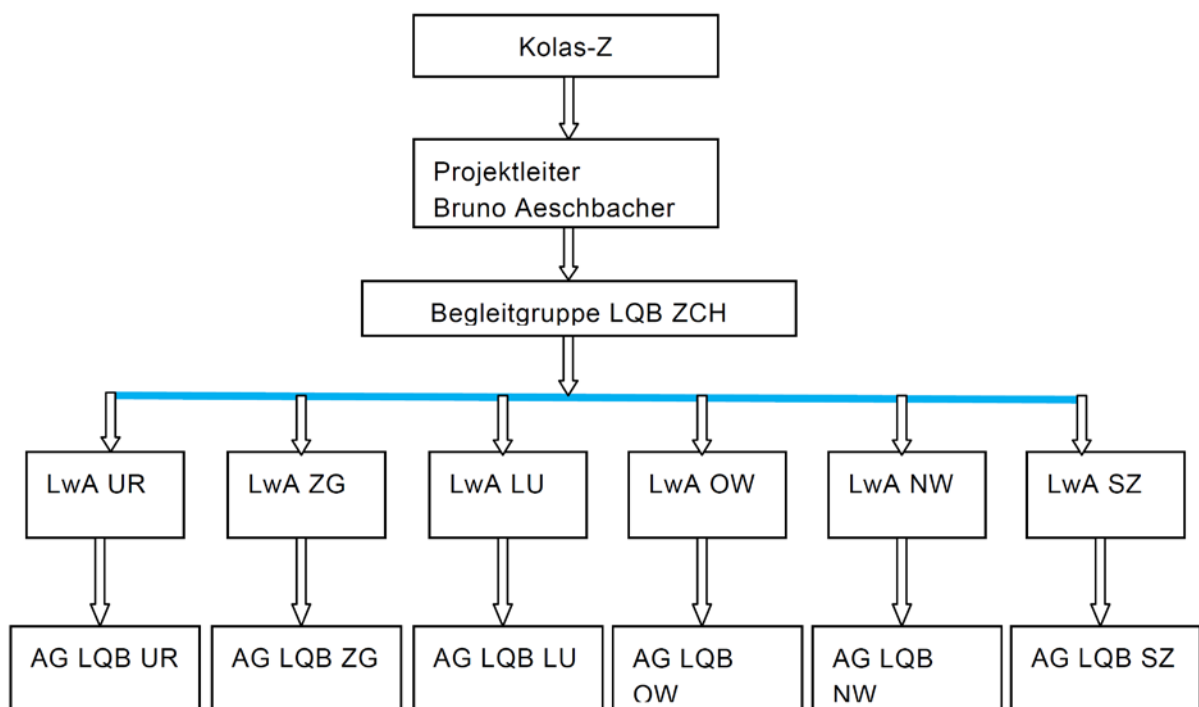 Kolas-Z
Projektleiter
Bruno Aeschbacher
Begleitgruppe LQB ZCH
LwA UR
LwA ZG
LwA LU
LwA OW
LwA NW
LwA SZ
AG LQB UR
AG LQB ZG
AG LQB LU
AG LQB
OW
AG LQB
NW
AG LQB SZ